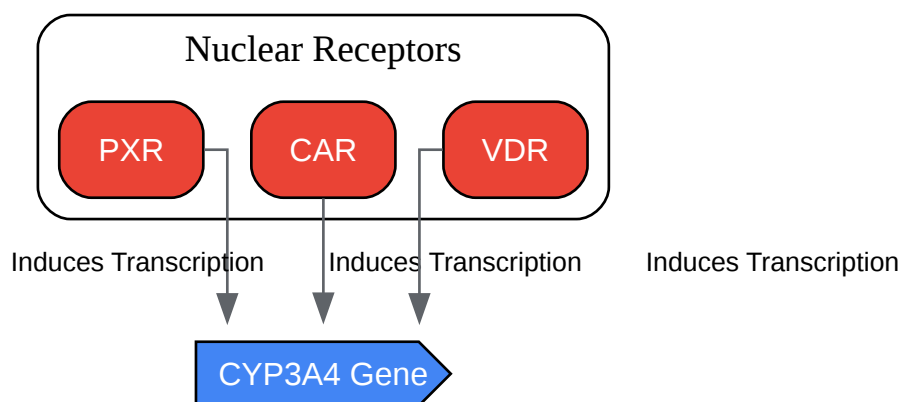 Nuclear Receptors
PXR
CAR
VDR
Induces Transcription
Induces Transcription
Induces Transcription
CYP3A4 Gene